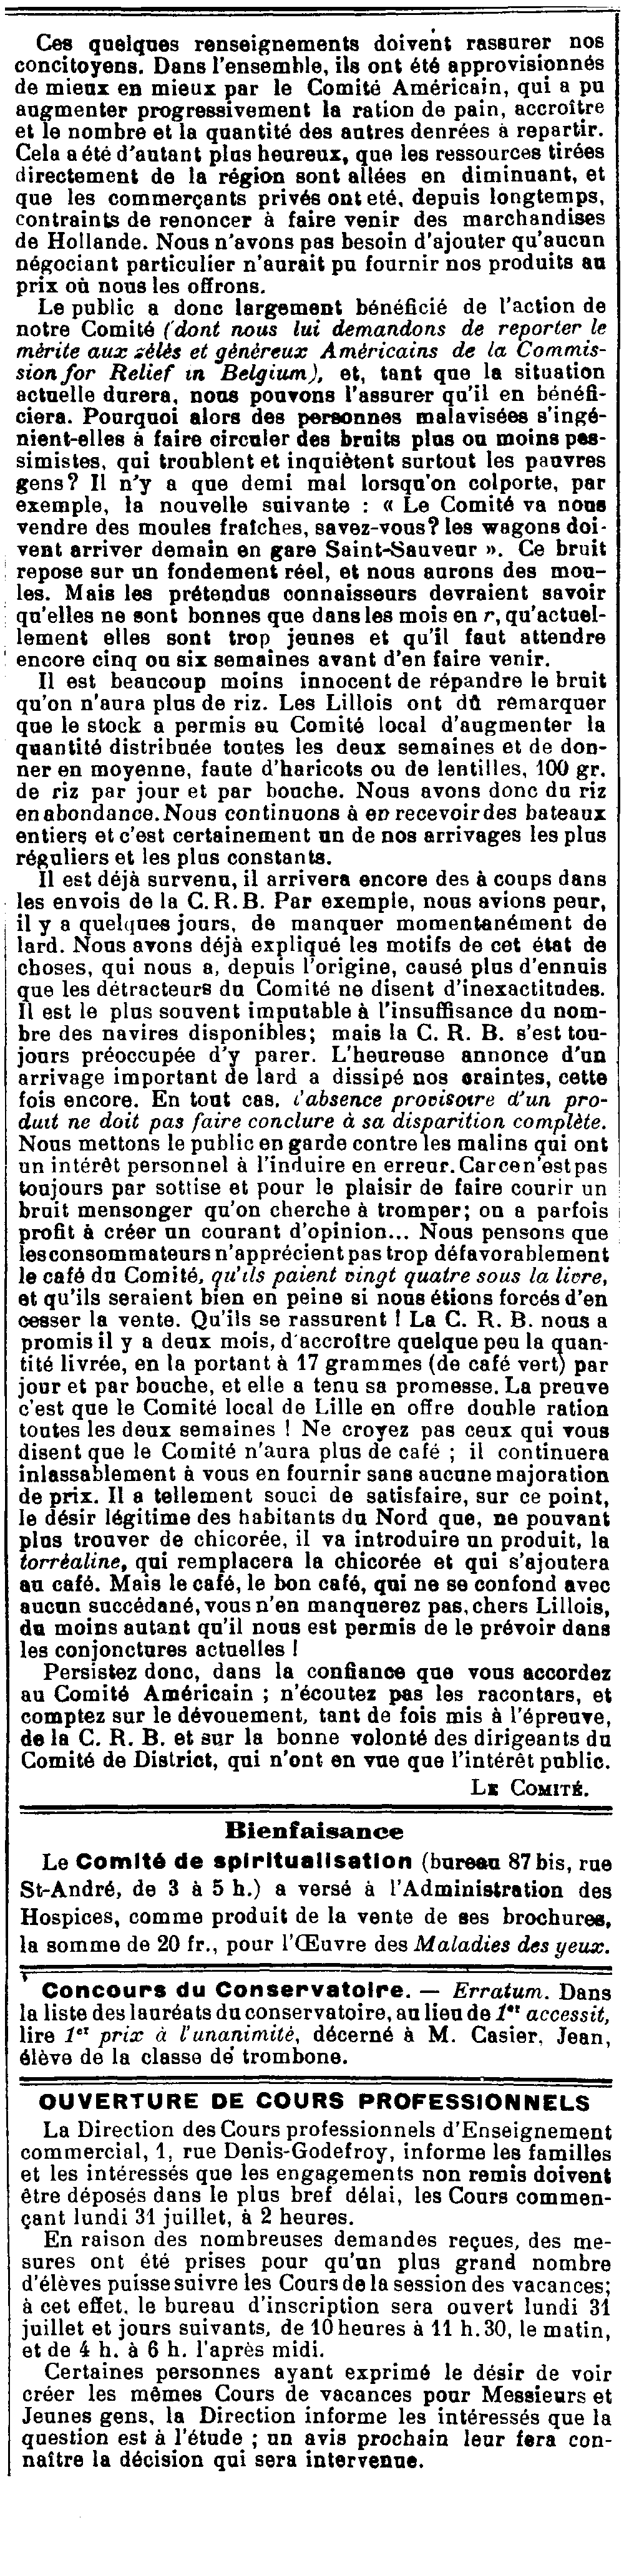 Ces quelques renseignements doivent rassurer nos
concitoyens. Dans l'ensemble, ils ont été approvisionnés
de mieux en mieux par le Comité Américain, qui a pu
augmenter progressivement la ration de pain, accroître
et le nombre et la quantité des autres denrées à repartir.
Cela a été d'autant plus heureux, que les ressources tirées
directement de la région sont allées en diminuant, et
que les commerçants privés ont eté, depuis longtemps,
contraints de renoncer à faire venir des marchandises
de Hollande. Nous n'avons pas besoin d'ajouter qu'aucun
négociant particulier n'aurait pu fournir nos produits au
prix où nous les offrons.
Le public a donc largement bénéficié de l'action de
notre Comité (dont nous lui demandons de reporter le
mérite aux zélés et généreux Américains de la Commis-
sion for Relief in Belgium), et, tant que la situation
actuelle durera, nous pouvons l'assurer qu'il en bénéfi-
ciera. Pourquoi alors des personnes malavisées s'ingé-
nient-elles à faire circuler des bruits plus ou moins pes-
simistes, qui troublent et inquiètent surtout les pauvres
gens? Il n'y a que demi mal lorsqu'on colporte, par
exemple, la nouvelle suivante : « Le Comité va nous
vendre des moules fraîches, savez-vous? les wagons doi-
vent arriver demain en gare Saint-Sauveur ». Ce bruit
repose sur un fondement réel, et nous aurons des mou-
les. Mais les prétendus connaisseurs devraient savoir
qu'elles ne sont bonnes que dans les mois en r, qu'actuel-
lement elles sont trop jeunes et qu'il faut attendre
encore cinq ou six semaines avant d'en faire venir.
Il est beaucoup moins innocent de répandre le bruit
qu'on n'aura plus de riz. Les Lillois ont dû remarquer
que le stock a permis au Comité local d'augmenter la
quantité distribuée toutes les deux semaines et de don-
ner en moyenne, faute d'haricots ou de lentilles, 100 gr.
de riz par jour et par bouche. Nous avons donc du riz
en abondance. Nous continuons à en recevoir des bateaux
entiers et c'est certainement un de nos arrivages les plus
réguliers et les plus constants.
Il est déjà survenu, il arrivera encore des à coups dans
les envois de la C. R. B. Par exemple, nous avions peur,
il y a quelques jours, de manquer momentanément de
lard. Nous avons déjà expliqué les motifs de cet état de
choses, qui nous a, depuis l'origine, causé plus d'ennuis
que les détracteurs du Comité ne disent d'inexactitudes.
Il est le plus souvent imputable à l'insuffisance du nom-
bre des navires disponibles; mais la C. R. B. s'est tou-
jours préoccupée d'y parer. L'heureuse annonce d'un
arrivage important de lard a dissipé nos craintes, cette
fois encore. En tout cas, l'absence provisoire d'un pro-
duit ne doit pas faire conclure à sa disparition complète.
Nous mettons le public en garde contre les malins qui ont
un intérêt personnel à l'induire en erreur. Car ce n'est pas
toujours par sottise et pour le plaisir de faire courir un
bruit mensonger qu'on cherche à tromper; on a parfois
profit à créer un courant d'opinion... Nous pensons que
les consommateurs n'apprécient pas trop défavorablement
le café du Comité, qu'ils paient vingt quatre sous la livre,
et qu'ils seraient bien en peine si nous étions forcés d'en
cesser la vente. Qu'ils se rassurent ! La C. R. B. nous a
promis il y a deux mois, d'accroître quelque peu la quan-
tité livrée, en la portant à 17 grammes (de café vert) par
jour et par bouche, et elle a tenu sa promesse. La preuve
c'est que le Comité local de Lille en offre double ration
toutes les deux semaines ! Ne croyez pas ceux qui vous
disent que le Comité n'aura plus de café ; il continuera
inlassablement à vous en fournir sans aucune majoration
de prix. Il a tellement souci de satisfaire, sur ce point,
le désir légitime des habitants du Nord que, ne pouvant
plus trouver de chicorée, il va introduire un produit, la
torréaline, qui remplacera la chicorée et qui s'ajoutera
au café. Mais le café, le bon café, qui ne se confond avec
aucun succédané, vous n'en manquerez pas, chers Lillois,
du moins autant qu'il nous est permis de le prévoir dans
les conjonctures actuelles !
Persistez donc, dans la confiance que vous accordez
au Comité Américain ; n'écoutez pas les racontars, et
comptez sur le dévouement, tant de fois mis à l'épreuve,
de la C. R. B. et sur la bonne volonté des dirigeants du
Comité de District, qui n'ont en vue que l'intérêt public.
LE COMITÉ.
Bienfaisance
Le Comité de spiritualisation (bureau 87 bis, rue
St-André, de 3 à 5 h.) a versé à l'Administration des
Hospices, comme produit de la vente de ses brochures,
la somme de 20 fr., pour l'Œuvre des Maladies des yeux.
Concours du Conservatoire. — Erratum. Dans
la liste des lauréats du conservatoire, au lieu de 1er accessit,
lire 1er prix à l'unanimité, décerné à M. Casier, Jean,
élève de la classe de trombone.
OUVERTURE DE COURS PROFESSIONNELS
La Direction des Cours professionnels d'Enseignement
commercial, 1, rue Denis-Godefroy, informe les familles
et les intéressés que les engagements non remis doivent
être déposés dans le plus bref délai, les Cours commen-
çant lundi 31 juillet, à 2 heures.
En raison des nombreuses demandes reçues, des me-
sures ont été prises pour qu'un plus grand nombre
d'élèves puisse suivre les Cours de la session des vacances;
à cet effet, le bureau d'inscription sera ouvert lundi 31
juillet et jours suivants, de 10 heures à 11 h. 30, le matin,
et de 4 h. à 6 h. l'après midi.
Certaines personnes ayant exprimé le désir de voir
créer les mêmes Cours de vacances pour Messieurs et
Jeunes gens, la Direction informe les intéressés que la
question est à l'étude ; un avis prochain leur fera con-
naître la décision qui sera intervenue.